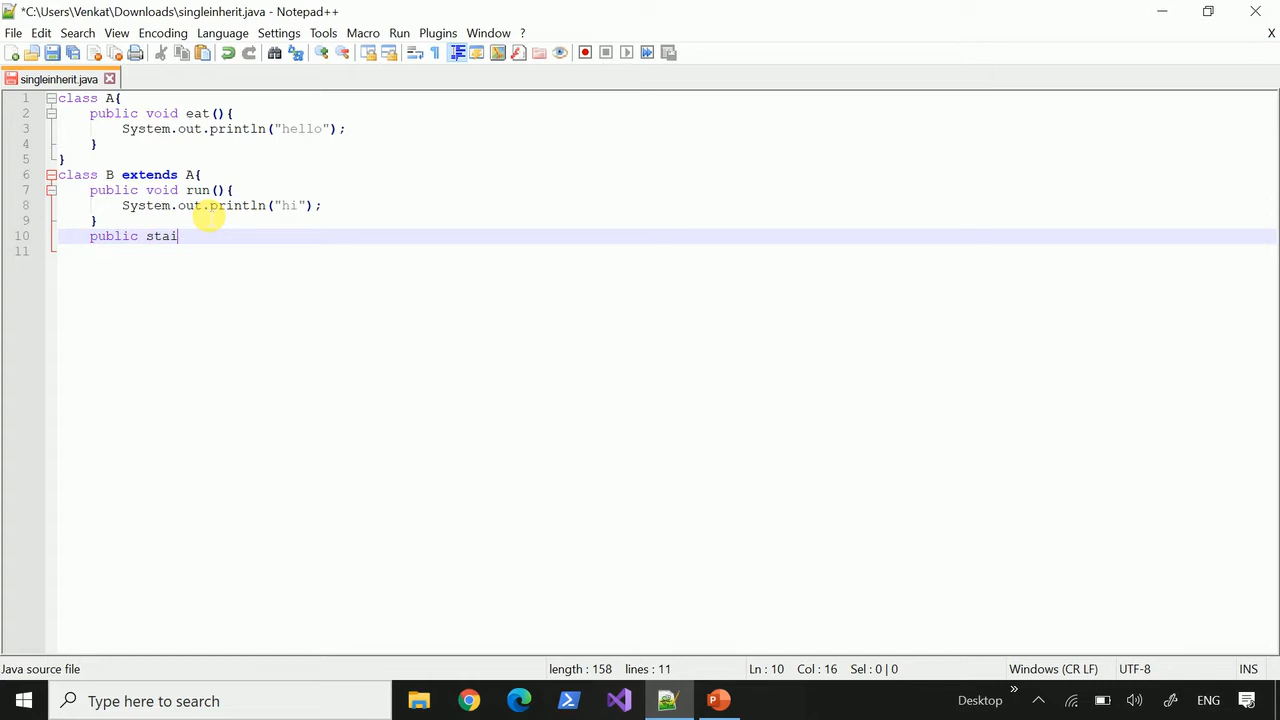 *C:\Users\Venkat\Downloads\singleinherit.java - Notepad++
File Edit Search View Encoding Language Settings Tools Macro Run Plugins Window ? X
singleinherit.java
1 class A{
2 public void eat(){
3 System.out.println("hello");
4 }
5 }
6 class B extends A{
7 public void run(){
8 System.out.println("hi");
9 }
10 public stai
11
Java source file length : 158 lines : 11 Ln : 10 Col : 16 Sel : 0 | 0 Windows (CR LF) UTF-8 INS
Type here to search Desktop ENG